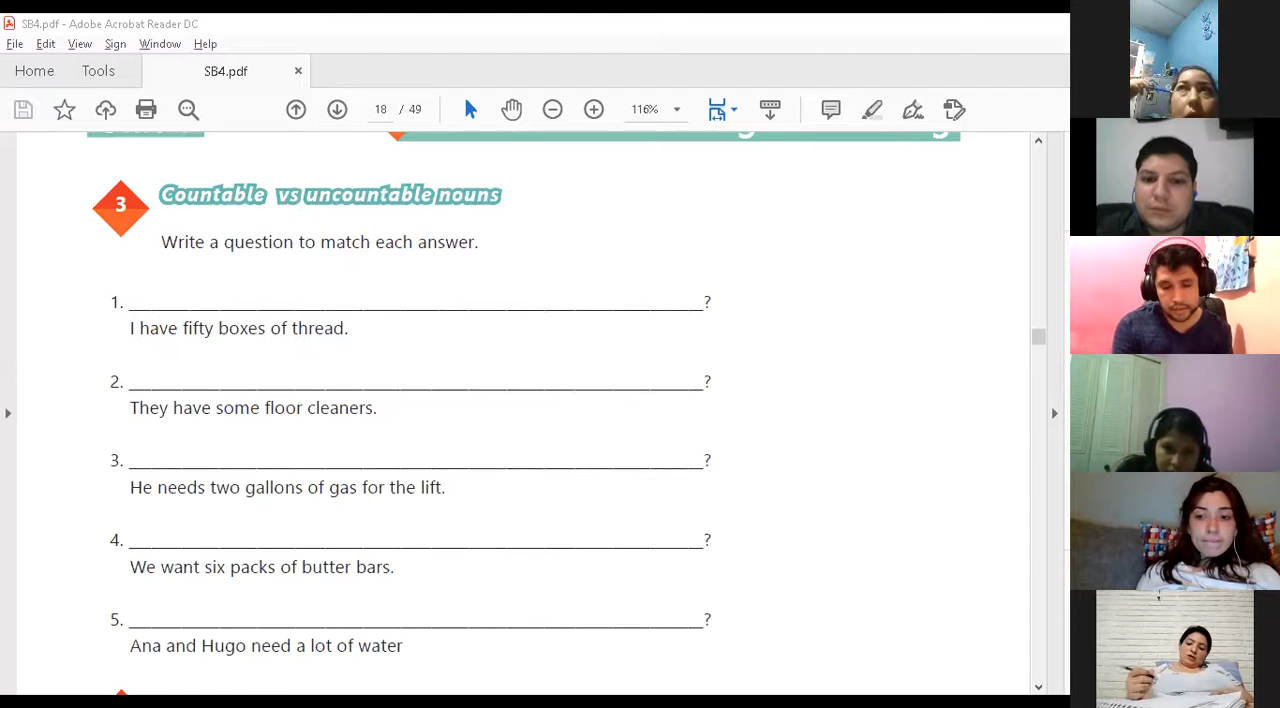 SB4.pdf - Adobe Acrobat Reader DC
File Edit View Sign Window Help
Home Tools SB4.pdf ×
18 / 49 116%
3 Countable vs uncountable nouns
Write a question to match each answer.
1. ?
I have fifty boxes of thread.
2. ?
They have some floor cleaners.
3. ?
He needs two gallons of gas for the lift.
4. ?
We want six packs of butter bars.
5. ?
Ana and Hugo need a lot of water